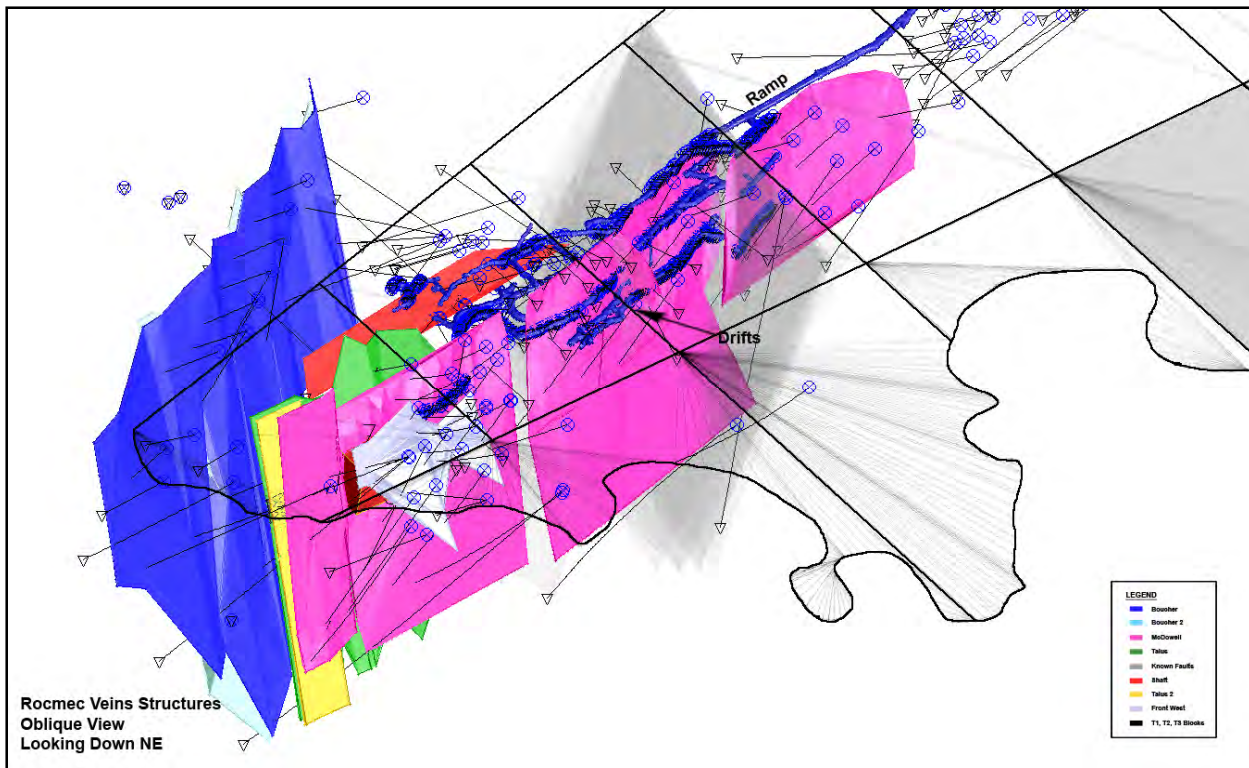 Ramp
Drifts
LEGEND
Boucher
Boucher 2
McDowell
Talus
Known Faults
Shaft
Talus 2
Front West
T1, T2, T3 Blocks
Rocmec Veins Structures
Oblique View
Looking Down NE